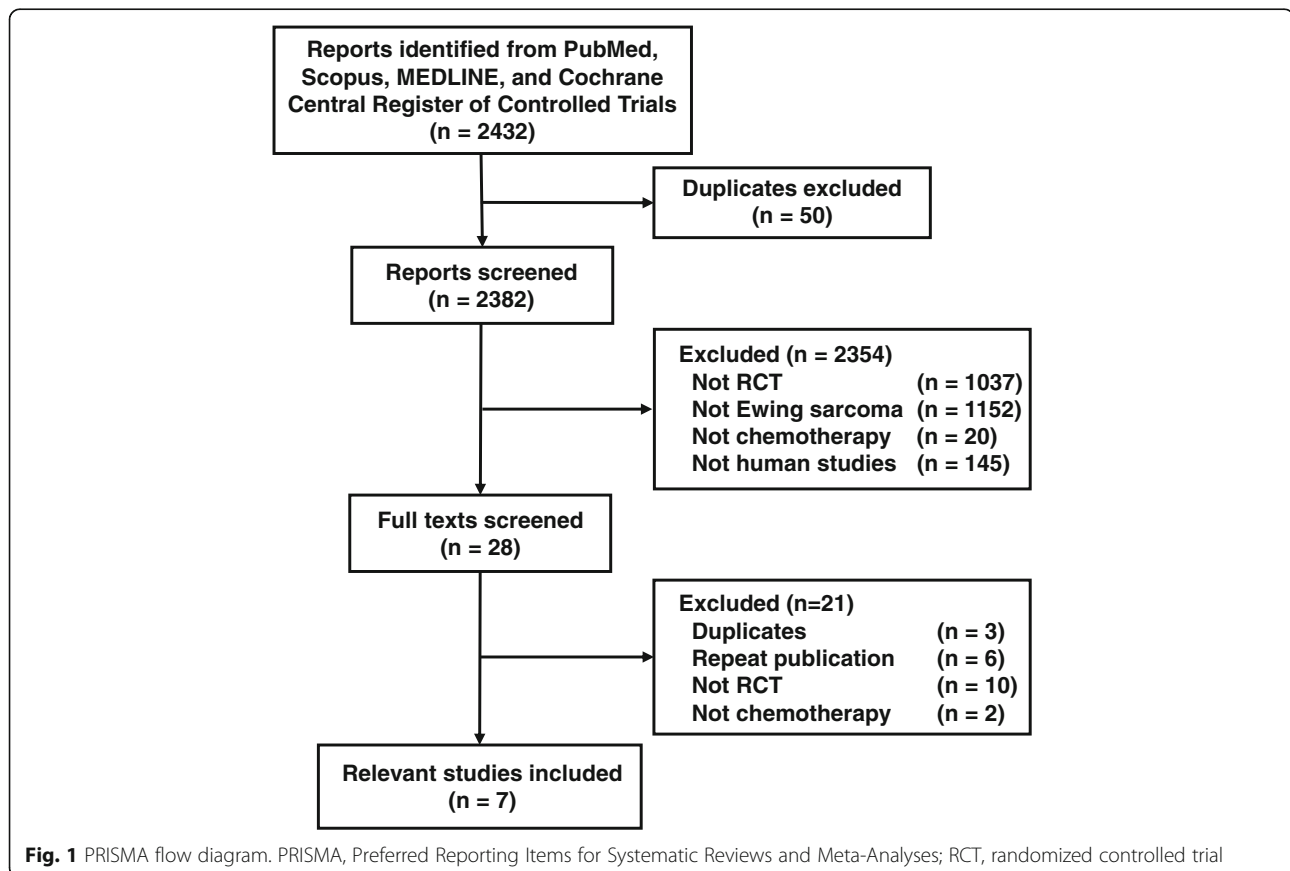 Reports identified from PubMed,
Scopus, MEDLINE, and Cochrane
Central Register of Controlled Trials
(n = 2432)
Duplicates excluded
(n = 50)
Reports screened
(n = 2382)
Excluded (n = 2354)
Not RCT (n = 1037)
Not Ewing sarcoma (n = 1152)
Not chemotherapy (n = 20)
Not human studies (n = 145)
Full texts screened
(n = 28)
Excluded (n=21)
Duplicates (n = 3)
Repeat publication (n = 6)
Not RCT (n = 10)
Not chemotherapy (n = 2)
Relevant studies included
(n = 7)
Fig. 1 PRISMA flow diagram. PRISMA, Preferred Reporting Items for Systematic Reviews and Meta-Analyses; RCT, randomized controlled trial